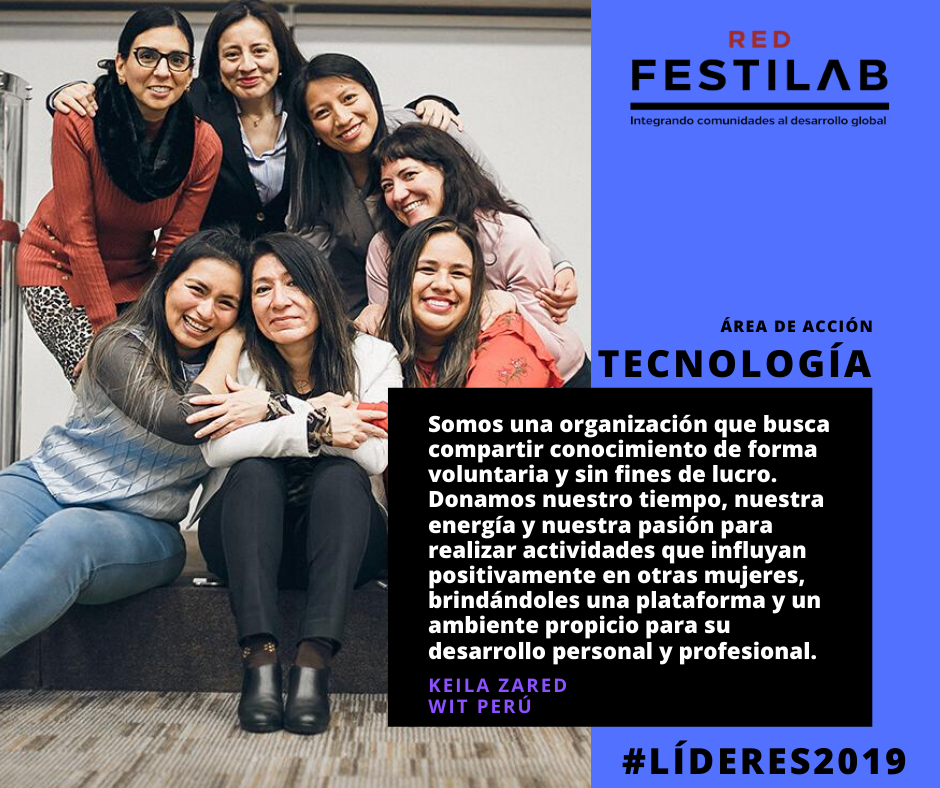 RED
FESTILAB
Integrando comunidades al desarrollo global
ÁREA DE ACCIÓN
TECNOLOGÍA
Somos una organización que busca
compartir conocimiento de forma
voluntaria y sin fines de lucro.
Donamos nuestro tiempo, nuestra
energía y nuestra pasión para
realizar actividades que influyan
positivamente en otras mujeres,
brindándoles una plataforma y un
ambiente propicio para su
desarrollo personal y profesional.
KEILA ZARED
WIT PERÚ
#LÍDERES2019